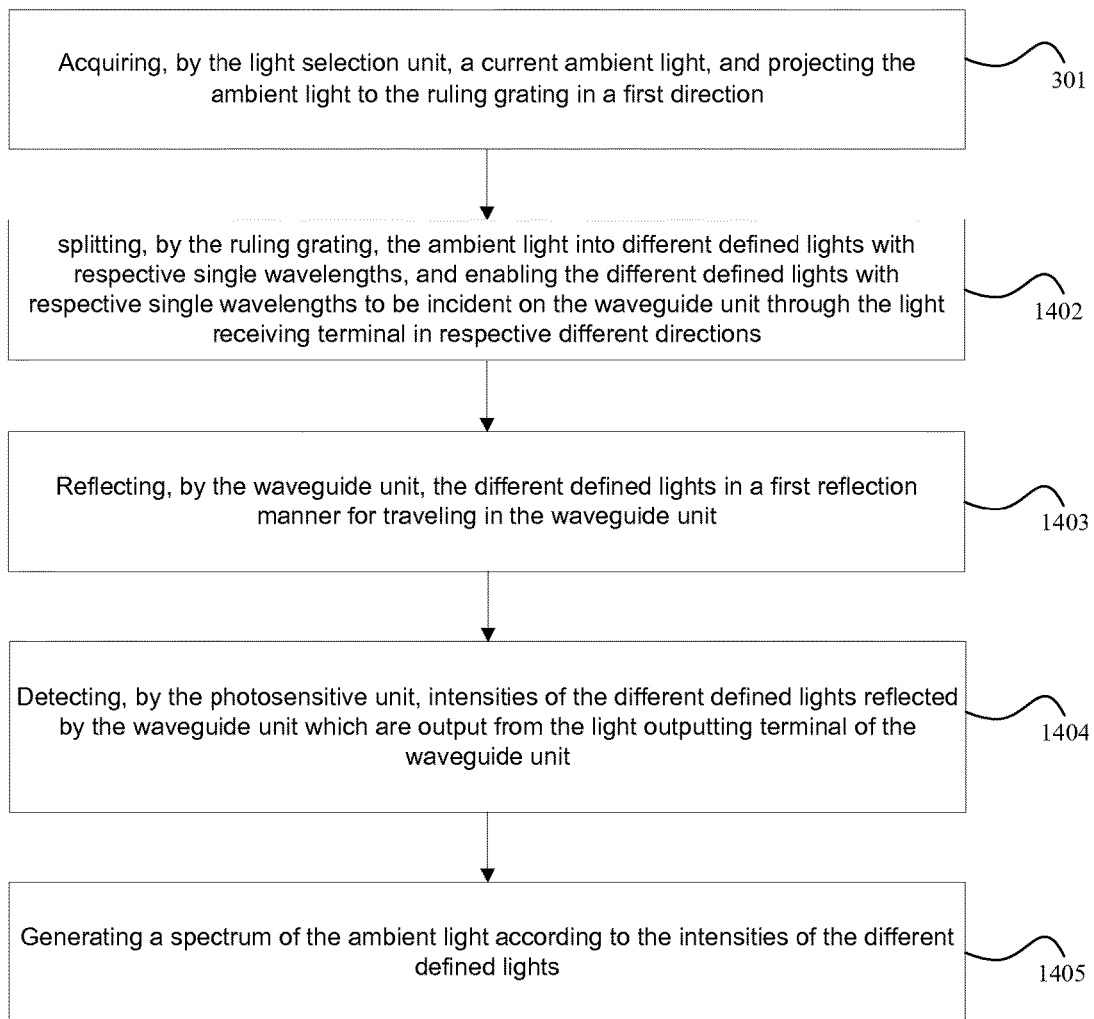 Acquiring, by the light selection unit, a current ambient light, and projecting the
ambient light to the ruling grating in a first direction
301
splitting, by the ruling grating, the ambient light into different defined lights with
respective single wavelengths, and enabling the different defined lights with
respective single wavelengths to be incident on the waveguide unit through the light
receiving terminal in respective different directions
1402
Reflecting, by the waveguide unit, the different defined lights in a first reflection
manner for traveling in the waveguide unit
1403
Detecting, by the photosensitive unit, intensities of the different defined lights reflected
by the waveguide unit which are output from the light outputting terminal of the
waveguide unit
1404
Generating a spectrum of the ambient light according to the intensities of the different
defined lights
1405